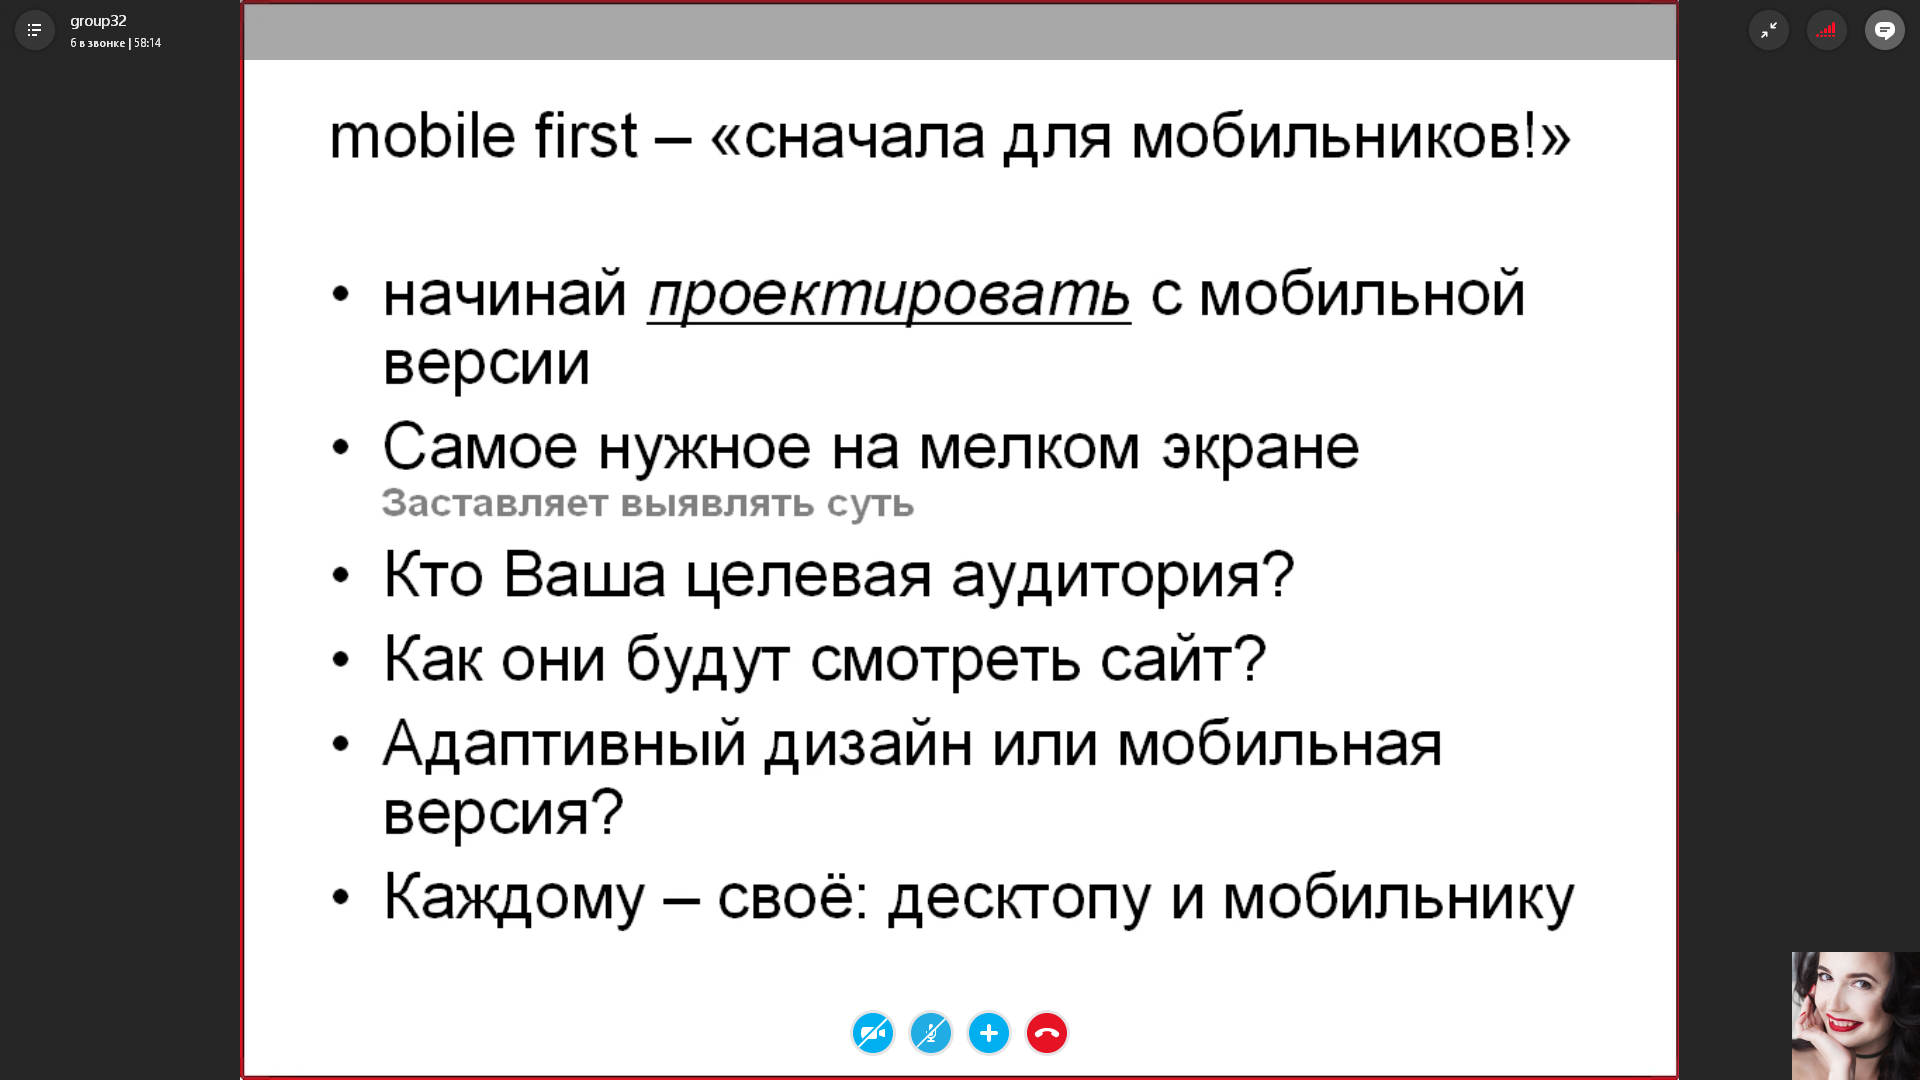 group32
6 в звонке | 58:14
mobile first – «сначала для мобильников!»
• начинай проектировать с мобильной
версии
• Самое нужное на мелком экране
Заставляет выявлять суть
• Кто Ваша целевая аудитория?
• Как они будут смотреть сайт?
• Адаптивный дизайн или мобильная
версия?
• Каждому – своё: десктопу и мобильнику